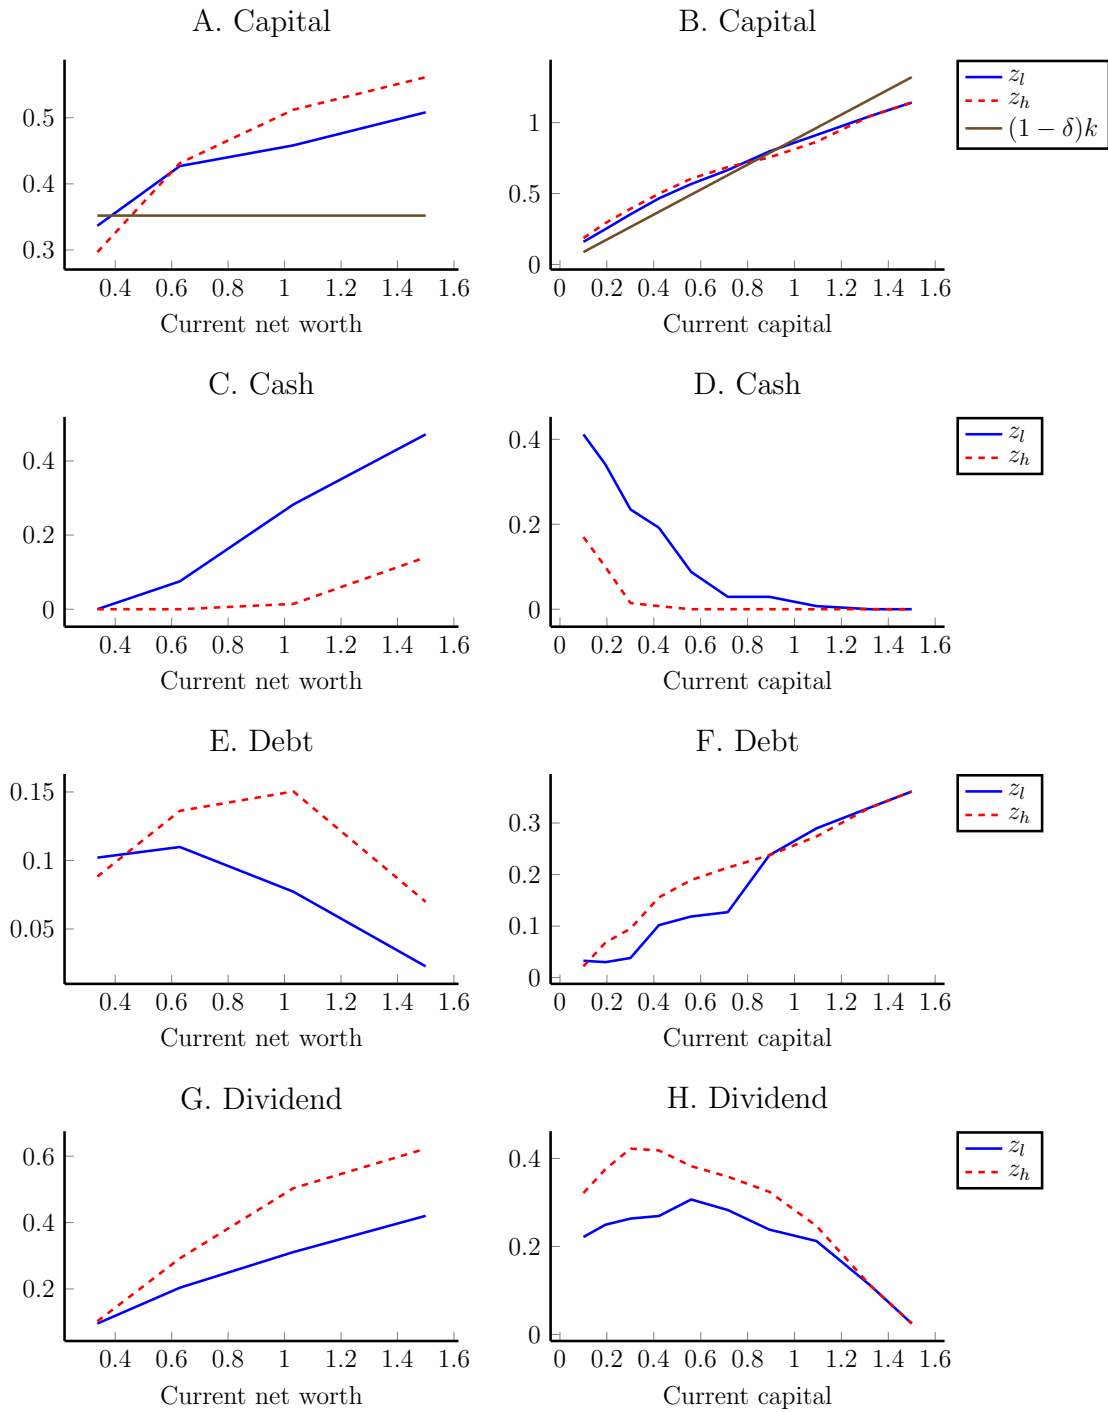 A. Capital
B. Capital
0.5
0.4
0.3
0.4 0.6 0.8 1 1.2 1.4 1.6
Current net worth
1
0.5
0
0 0.2 0.4 0.6 0.8 1 1.2 1.4 1.6
Current capital
z_l
z_h
(1 − δ)k
C. Cash
D. Cash
0.4
0.2
0
0.4 0.6 0.8 1 1.2 1.4 1.6
Current net worth
0.4
0.2
0
0 0.2 0.4 0.6 0.8 1 1.2 1.4 1.6
Current capital
z_l
z_h
E. Debt
F. Debt
0.15
0.1
0.05
0.4 0.6 0.8 1 1.2 1.4 1.6
Current net worth
0.3
0.2
0.1
0
0 0.2 0.4 0.6 0.8 1 1.2 1.4 1.6
Current capital
z_l
z_h
G. Dividend
H. Dividend
0.6
0.4
0.2
0.4 0.6 0.8 1 1.2 1.4 1.6
Current net worth
0.4
0.2
0
0 0.2 0.4 0.6 0.8 1 1.2 1.4 1.6
Current capital
z_l
z_h